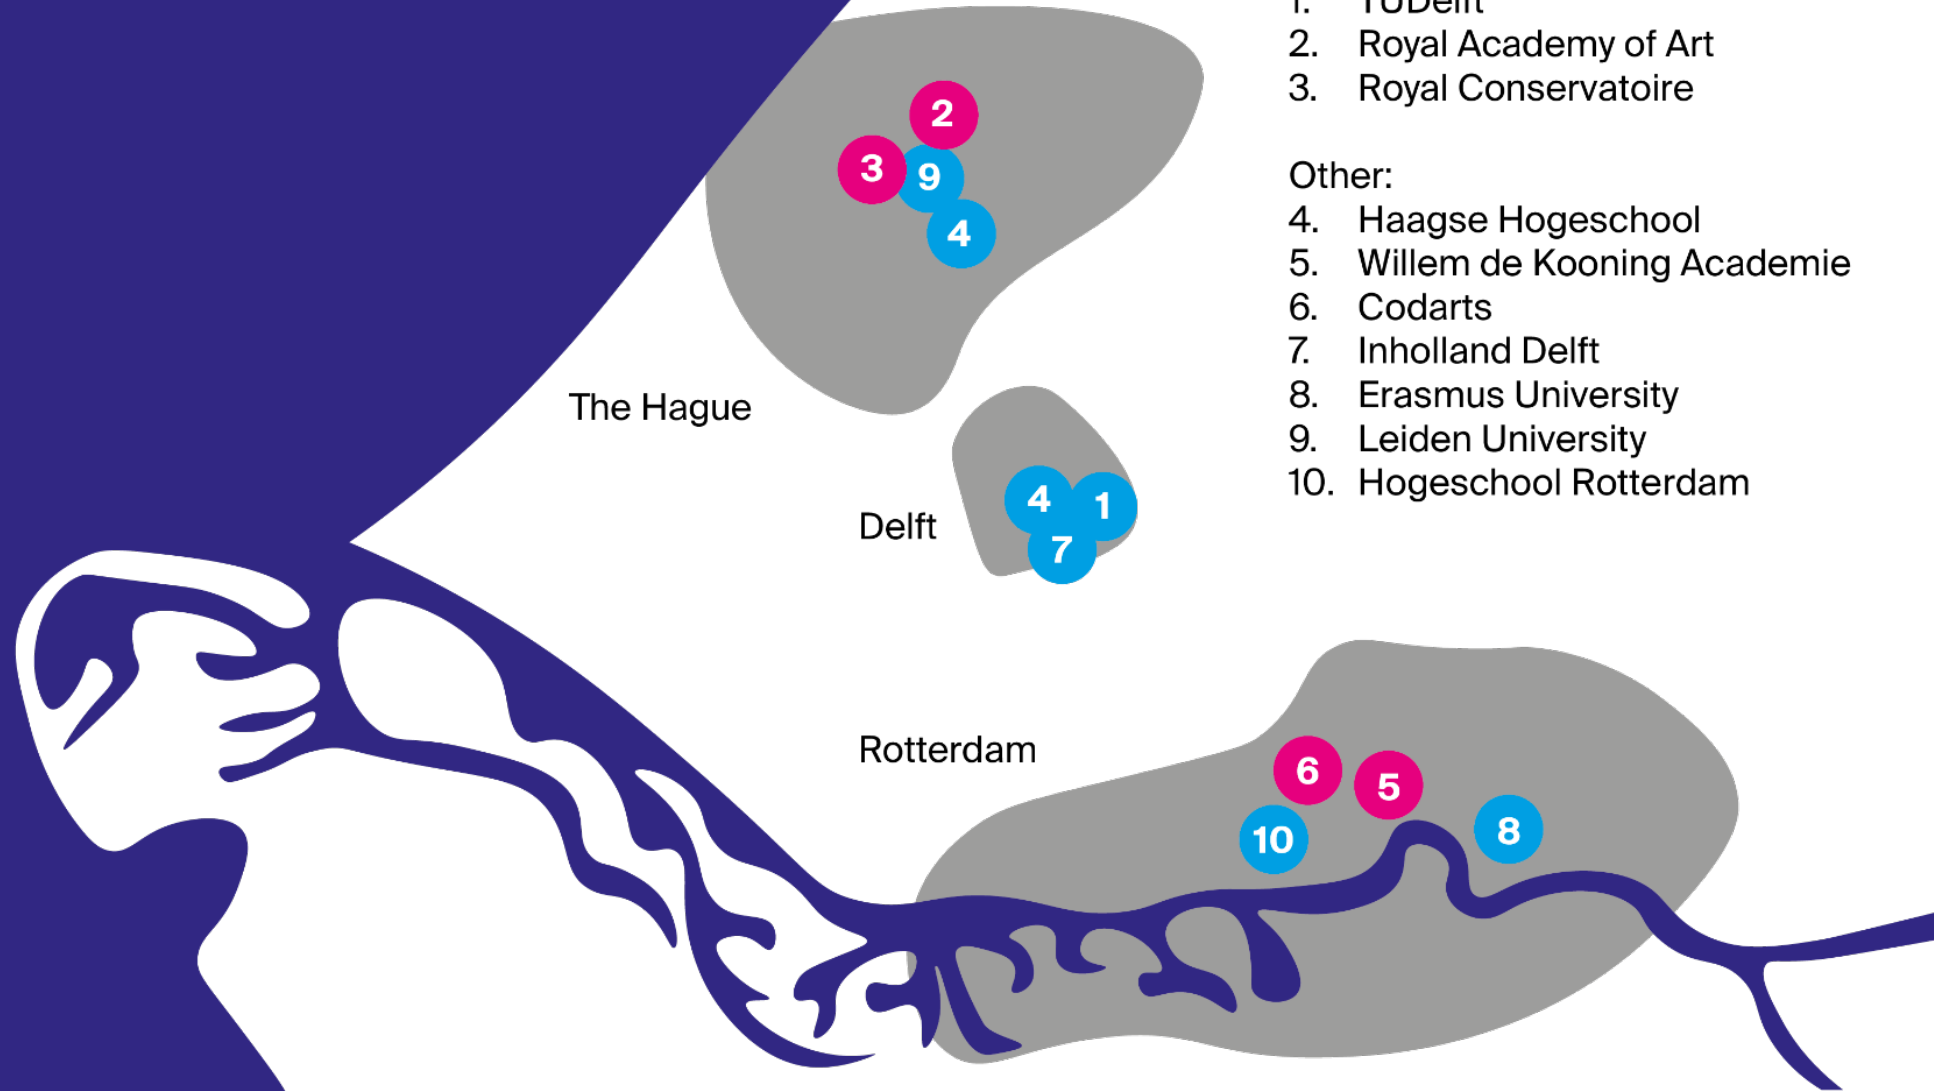 1. TUDelft
2. Royal Academy of Art
3. Royal Conservatoire
Other:
4. Haagse Hogeschool
5. Willem de Kooning Academie
6. Codarts
7. Inholland Delft
8. Erasmus University
9. Leiden University
10. Hogeschool Rotterdam
2
3
9
4
The Hague
4
1
7
Delft
Rotterdam
6
5
10
8